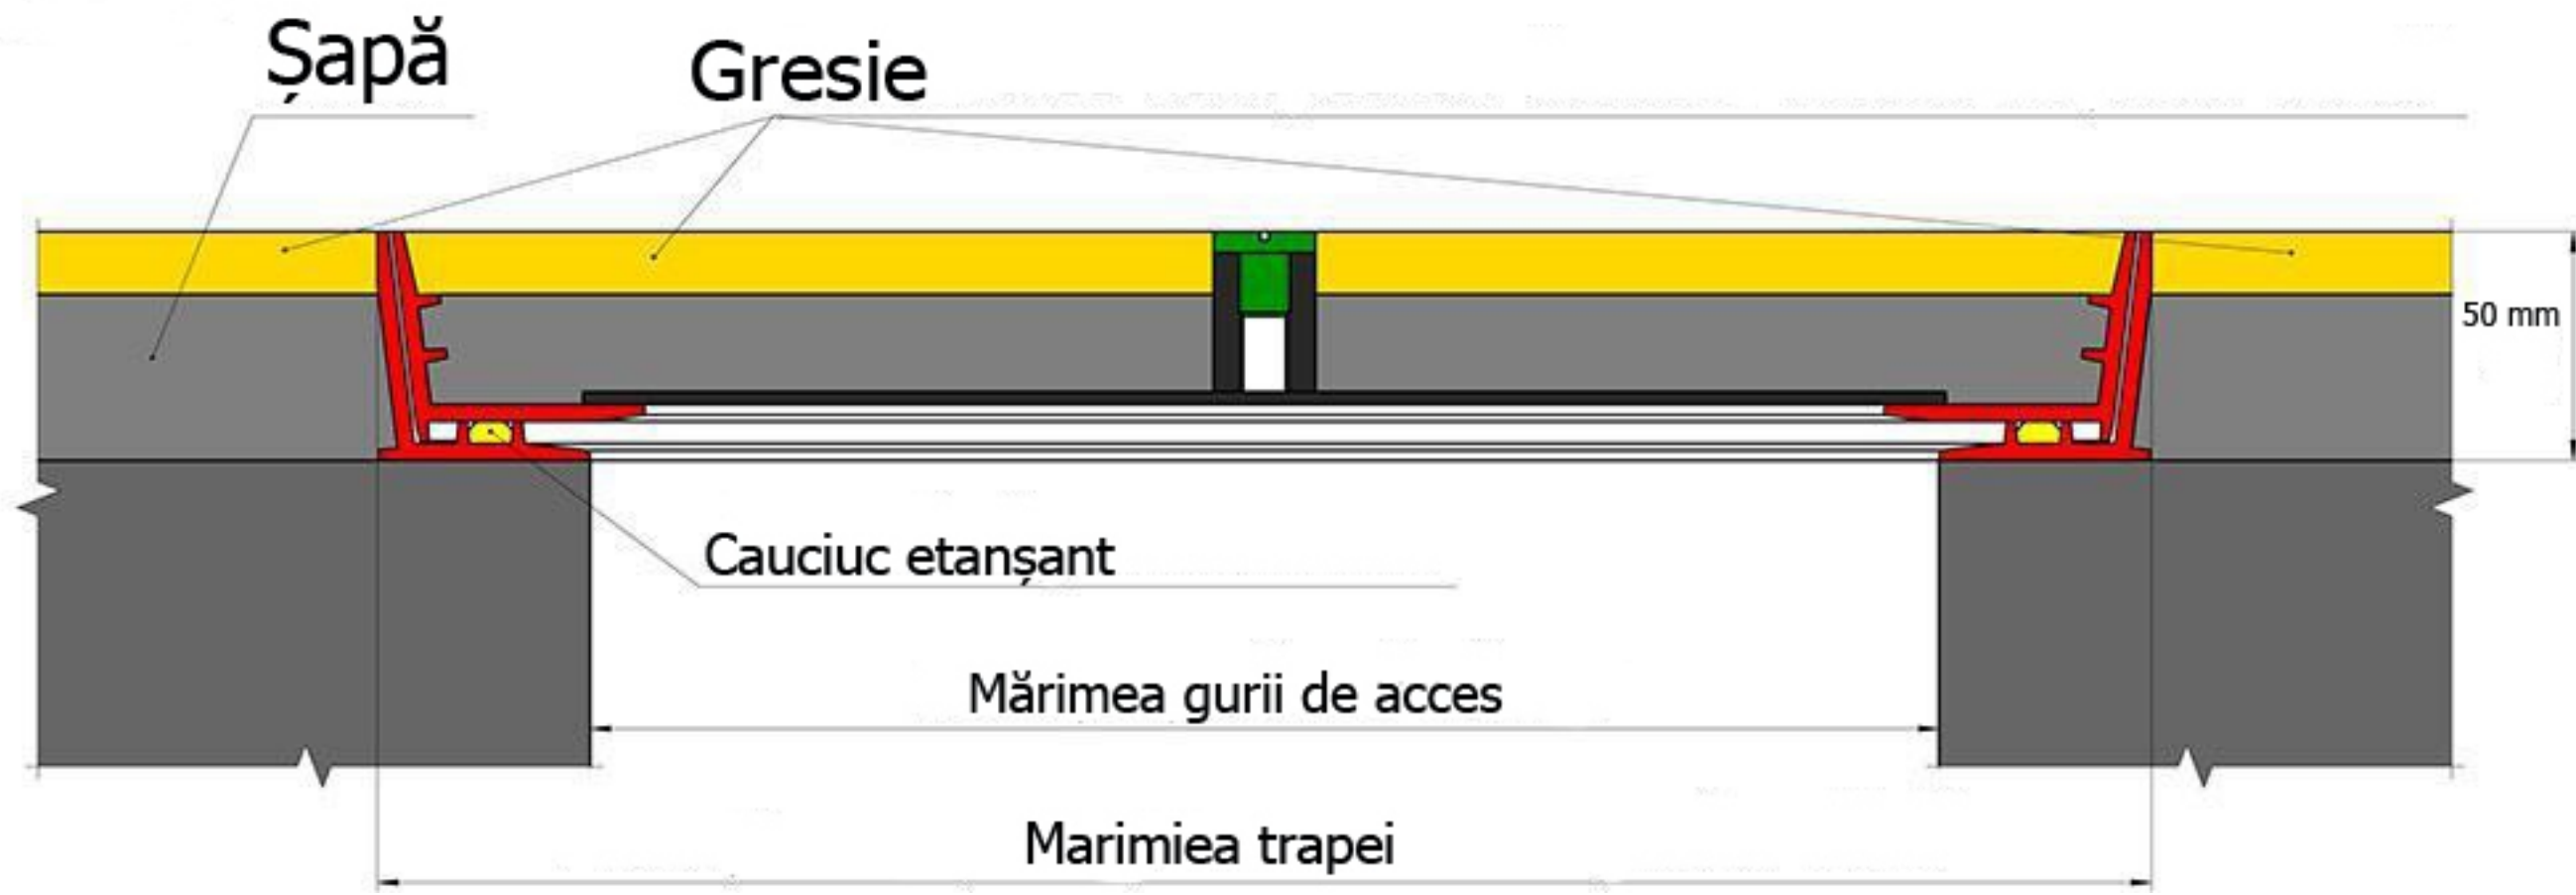 Șapă
Gresie
50 mm
Cauciuc etanșant
Mărimea gurii de acces
Marimiea trapei